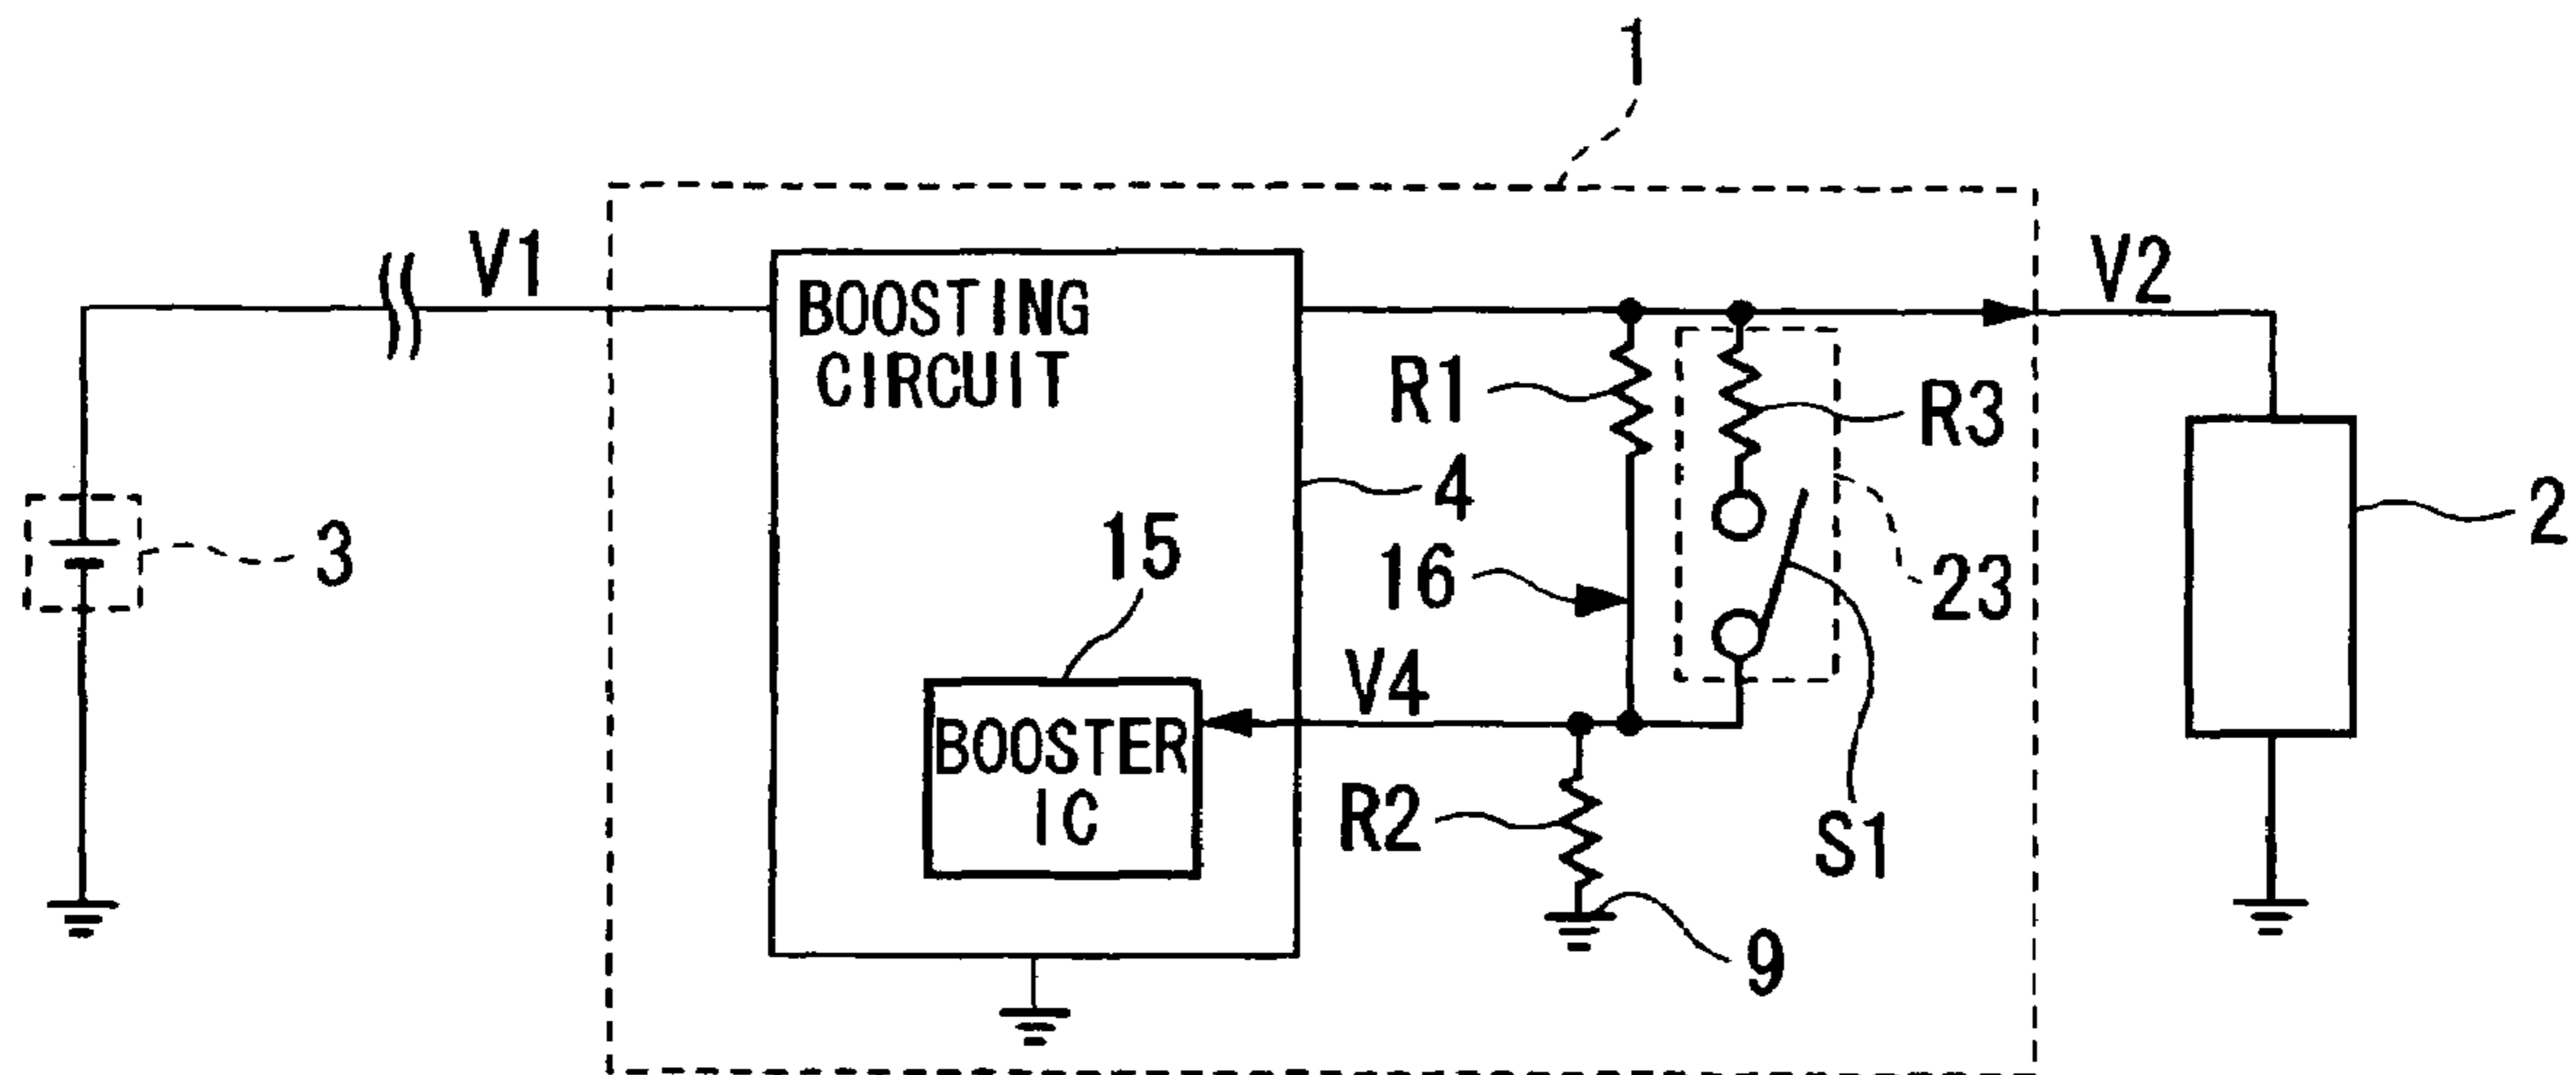 1
V1
V2
BOOSTING
CIRCUIT
R1
R3
4
2
3
15
16
23
V4
BOOSTER
IC
R2
S1
9